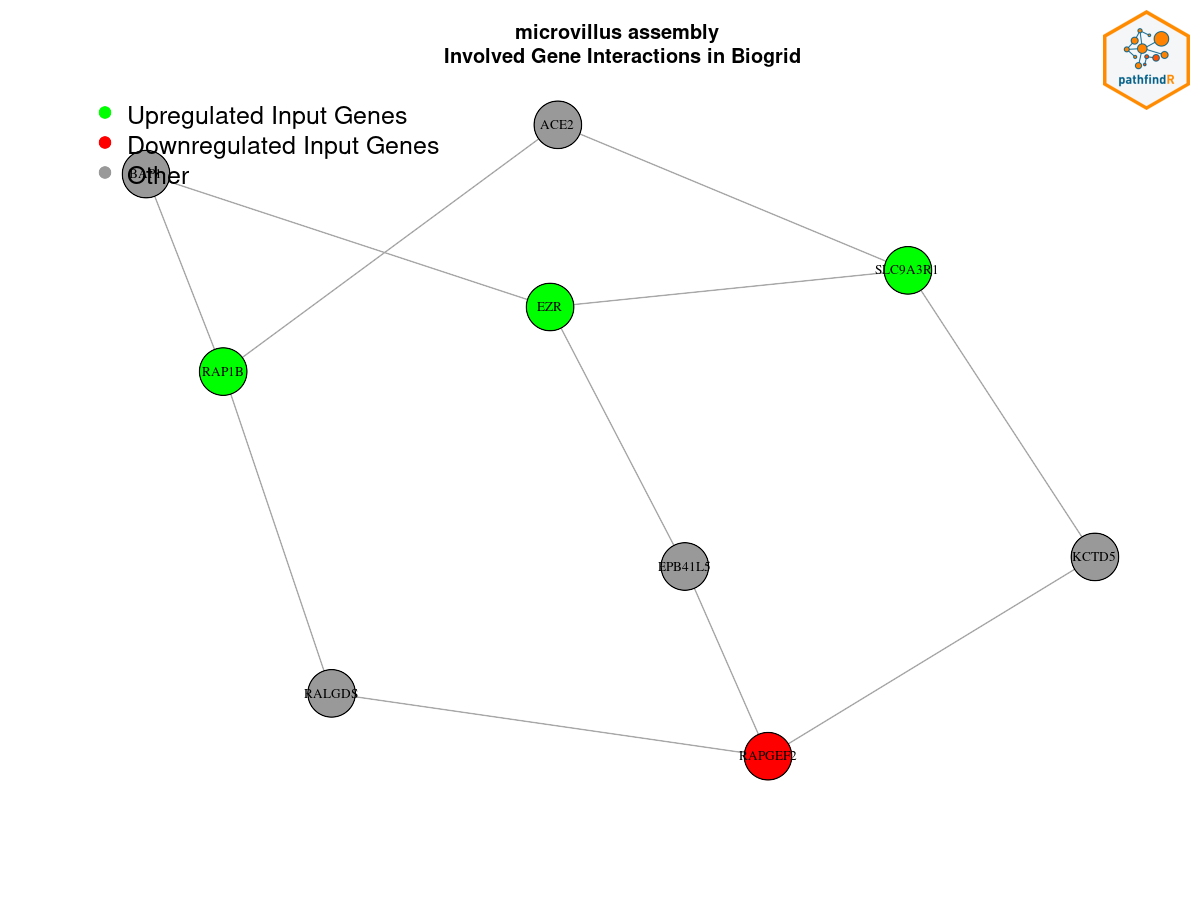 microvillus assembly
Involved Gene Interactions in Biogrid
pathfindR
Upregulated Input Genes
Downregulated Input Genes
Other
ACE2
SLC9A3R1
EZR
RAP1B
EPB41L5
KCTD5
RALGDS
RAPGEF2